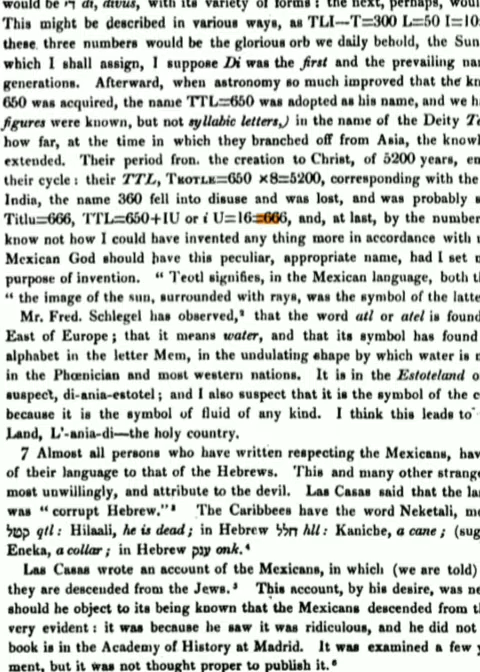 would be די di, divus, with its variety of forms: the next, perhaps, woul
This might be described in various ways, as TLI—T=300 L=50 I=10
these three numbers would be the glorious orb we daily behold, the Sun
which I shall assign, I suppose Di was the first and the prevailing na
generations. Afterward, when astronomy so much improved that the kn
650 was acquired, the name TTL=650 was adopted as his name, and we h
figures were known, but not syllabic letters,) in the name of the Deity Te
how far, at the time in which they branched off from Asia, the knowl
extended. Their period from the creation to Christ, of 5200 years, en
their cycle: their TTL, TEOTLE=650 ×8=5200, corresponding with the
India, the name 360 fell into disuse and was lost, and was probably s
Titlu=666, TTL=650+IU or i U=16=666, and, at last, by the number
know not how I could have invented any thing more in accordance with
Mexican God should have this peculiar, appropriate name, had I set
purpose of invention. “ Teotl signifies, in the Mexican language, both t
“ the image of the sun, surrounded with rays, was the symbol of the latte
Mr. Fred. Schlegel has observed,² that the word atl or atel is found
East of Europe; that it means water, and that its symbol has found
alphabet in the letter Mem, in the undulating shape by which water is
in the Phœnician and most western nations. It is in the Estoteland o
suspect, di-ania-estotel; and I also suspect that it is the symbol of the c
because it is the symbol of fluid of any kind. I think this leads to
Land, L'-ania-di—the holy country.
7 Almost all persons who have written respecting the Mexicans, hav
of their language to that of the Hebrews. This and many other strange
most unwillingly, and attribute to the devil. Las Casas said that the la
was “corrupt Hebrew.”³ The Caribbees have the word Neketali, me
קטל qtl: Hilaali, he is dead; in Hebrew חלל hll: Kaniche, a cane; (sug
Eneka, a collar; in Hebrew ענק onk.⁴
Las Casas wrote an account of the Mexicans, in which (we are told)
they are descended from the Jews.⁵ This account, by his desire, was ne
should he object to its being known that the Mexicans descended from t
very evident: it was because he saw it was ridiculous, and he did not
book is in the Academy of History at Madrid. It was examined a few y
ment, but it was not thought proper to publish it.⁶